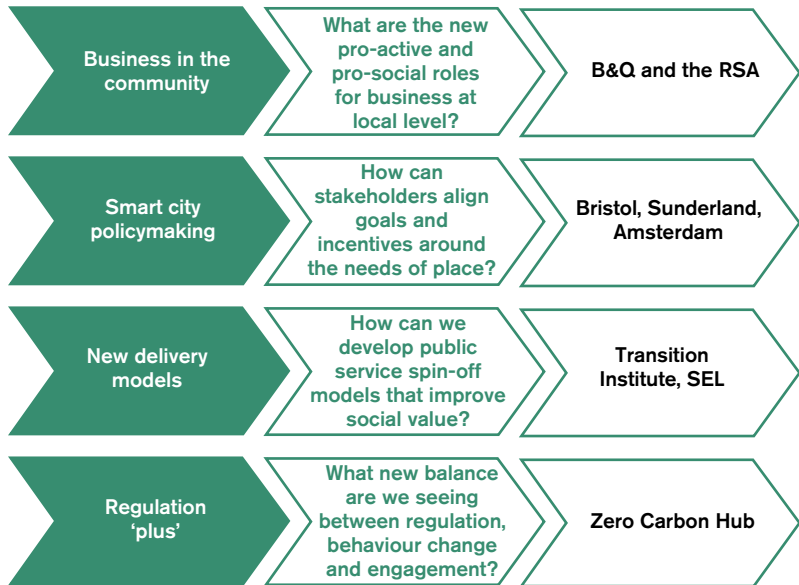 Business in the
community
What are the new
pro-active and
pro-social roles
for business at
local level?
B&Q and the RSA
Smart city
policymaking
How can
stakeholders align
goals and
incentives around
the needs of place?
Bristol, Sunderland,
Amsterdam
New delivery
models
How can we
develop public
service spin-off
models that improve
social value?
Transition
Institute, SEL
Regulation
‘plus’
What new balance
are we seeing
between regulation,
behaviour change
and engagement?
Zero Carbon Hub